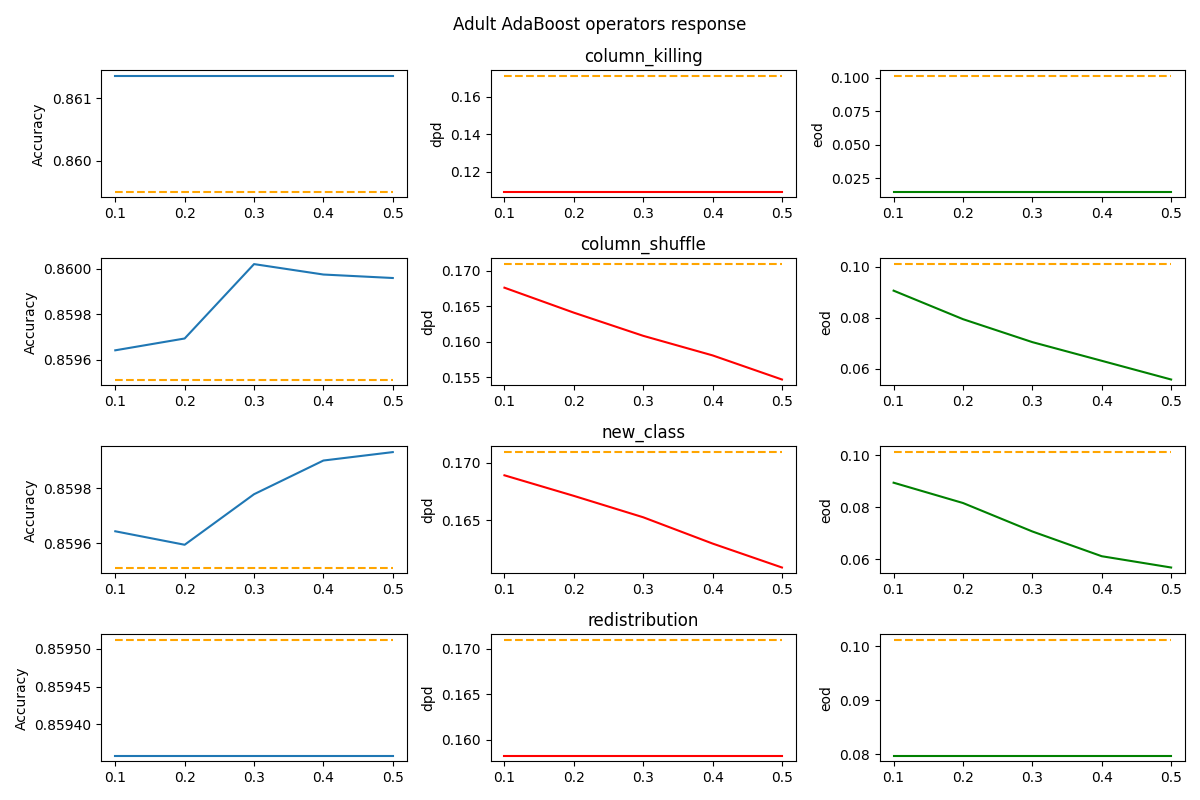 Adult AdaBoost operators response
column_killing
Accuracy
0.861
0.860
0.1 0.2 0.3 0.4 0.5
dpd
0.16
0.14
0.12
0.1 0.2 0.3 0.4 0.5
eod
0.100
0.075
0.050
0.025
0.1 0.2 0.3 0.4 0.5
column_shuffle
Accuracy
0.8600
0.8598
0.8596
0.1 0.2 0.3 0.4 0.5
dpd
0.170
0.165
0.160
0.155
0.1 0.2 0.3 0.4 0.5
eod
0.10
0.08
0.06
0.1 0.2 0.3 0.4 0.5
new_class
Accuracy
0.8598
0.8596
0.1 0.2 0.3 0.4 0.5
dpd
0.170
0.165
0.1 0.2 0.3 0.4 0.5
eod
0.10
0.08
0.06
0.1 0.2 0.3 0.4 0.5
redistribution
Accuracy
0.85950
0.85945
0.85940
0.1 0.2 0.3 0.4 0.5
dpd
0.170
0.165
0.160
0.1 0.2 0.3 0.4 0.5
eod
0.10
0.09
0.08
0.1 0.2 0.3 0.4 0.5